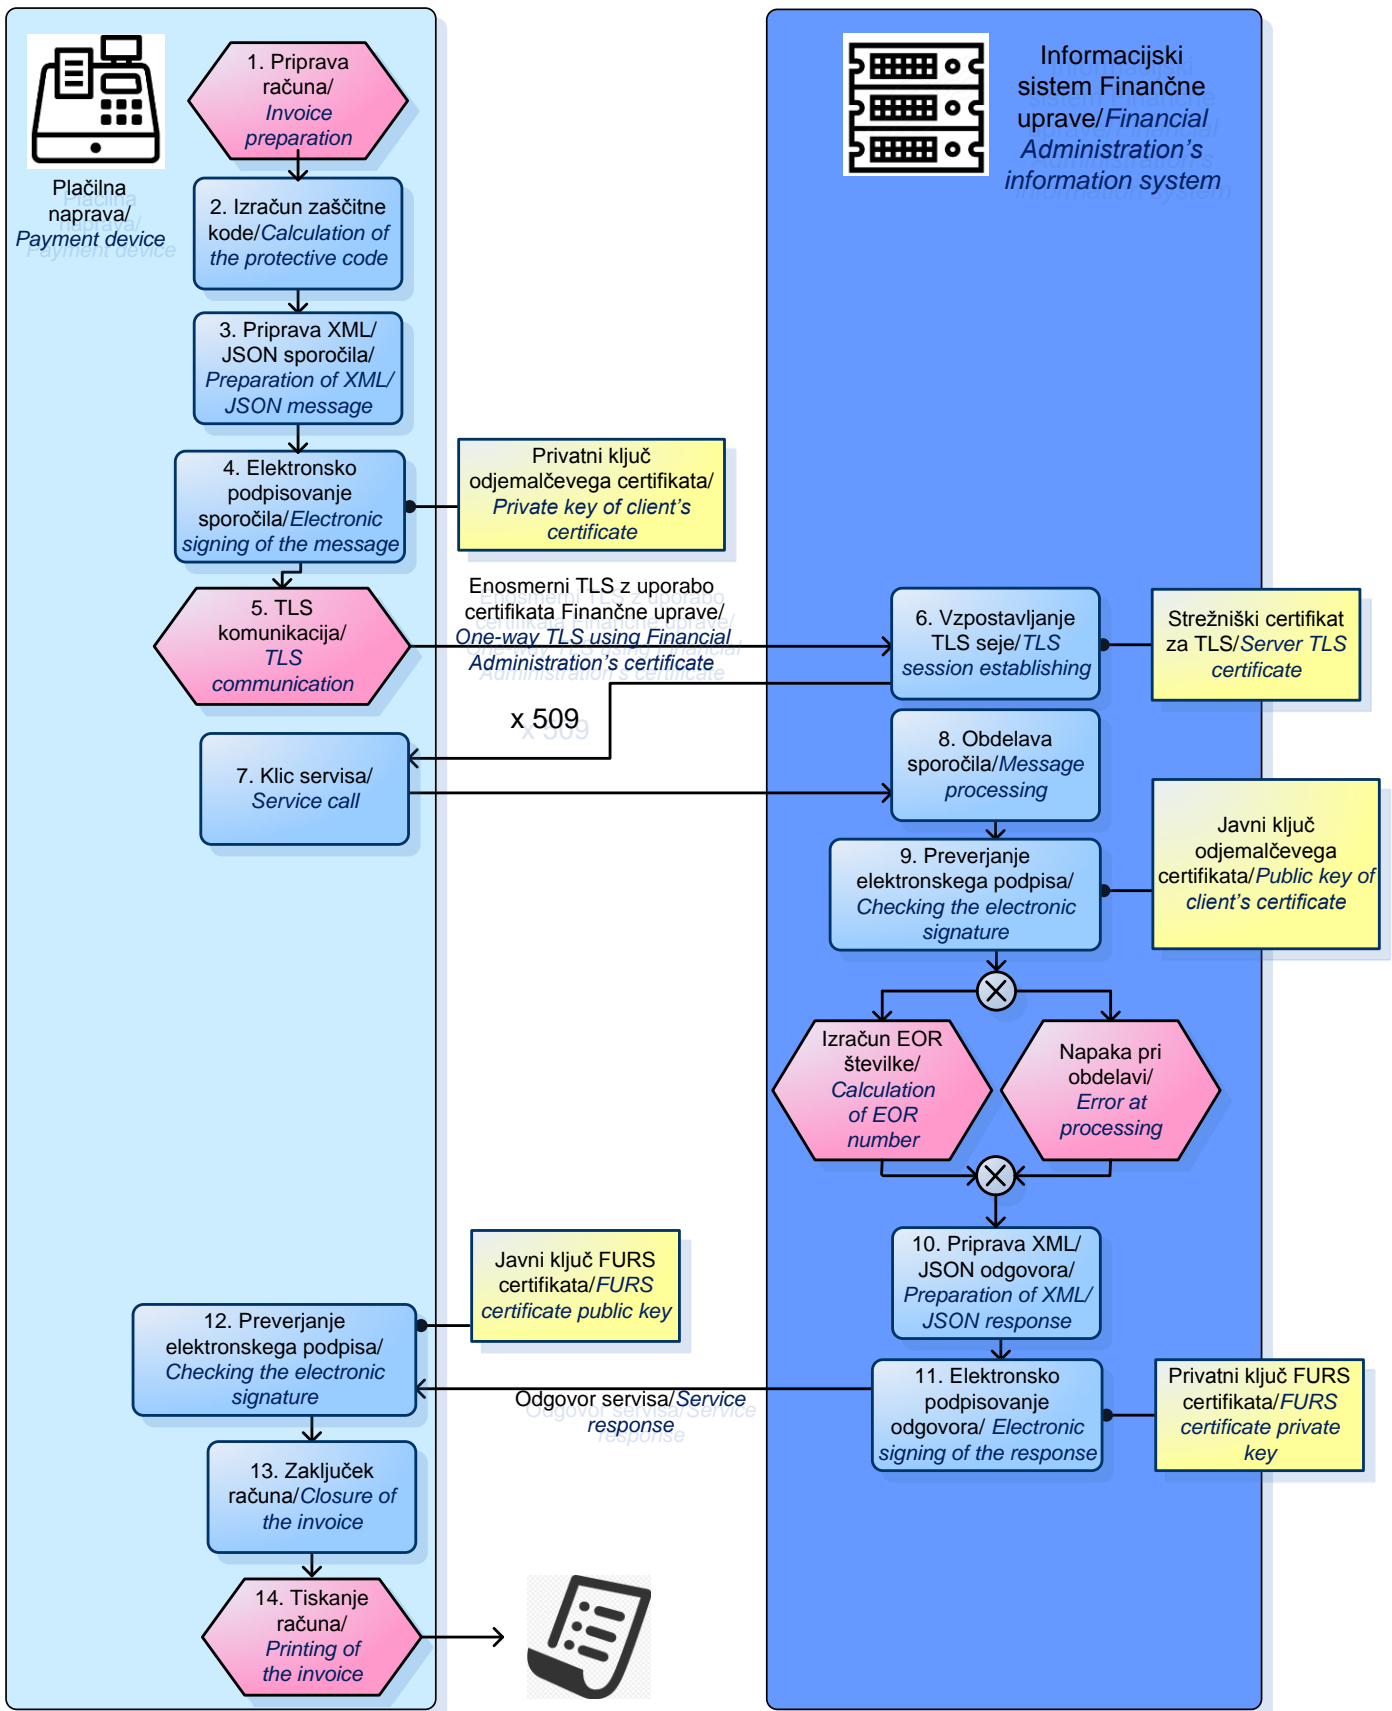 Plačilna
naprava/
Payment device
1. Priprava
računa/
Invoice
preparation
2. Izračun zaščitne
kode/Calculation of
the protective code
3. Priprava XML/
JSON sporočila/
Preparation of XML/
JSON message
4. Elektronsko
podpisovanje
sporočila/Electronic
signing of the message
Privatni ključ
odjemalčevega certifikata/
Private key of client's
certificate
5. TLS
komunikacija/
TLS
communication
Enosmerni TLS z uporabo
certifikata Finančne uprave/
One-way TLS using Financial
Administration's certificate
x 509
Informacijski
sistem Finančne
uprave/Financial
Administration's
information system
6. Vzpostavljanje
TLS seje/TLS
session establishing
Strežniški certifikat
za TLS/Server TLS
certificate
7. Klic servisa/
Service call
8. Obdelava
sporočila/Message
processing
9. Preverjanje
elektronskega podpisa/
Checking the electronic
signature
Javni ključ
odjemalčevega
certifikata/Public key of
client's certificate
Izračun EOR
številke/
Calculation
of EOR
number
Napaka pri
obdelavi/
Error at
processing
10. Priprava XML/
JSON odgovora/
Preparation of XML/
JSON response
11. Elektronsko
podpisovanje
odgovora/ Electronic
signing of the response
Privatni ključ FURS
certifikata/FURS
certificate private
key
Javni ključ FURS
certifikata/FURS
certificate public key
Odgovor servisa/Service
response
12. Preverjanje
elektronskega podpisa/
Checking the electronic
signature
13. Zaključek
računa/Closure of
the invoice
14. Tiskanje
računa/
Printing of
the invoice